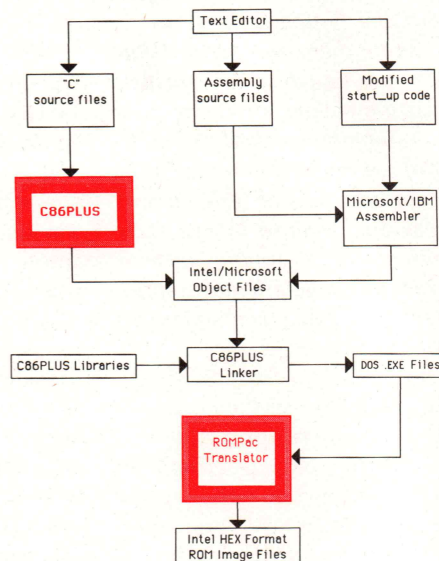 Text Editor
"C"
source files
Assembly
source files
Modified
start_up code
C86PLUS
Microsoft/IBM
Assembler
Intel/Microsoft
Object Files
C86PLUS Libraries
C86PLUS
Linker
DOS .EXE Files
ROMPac
Translator
Intel HEX Format
ROM Image Files